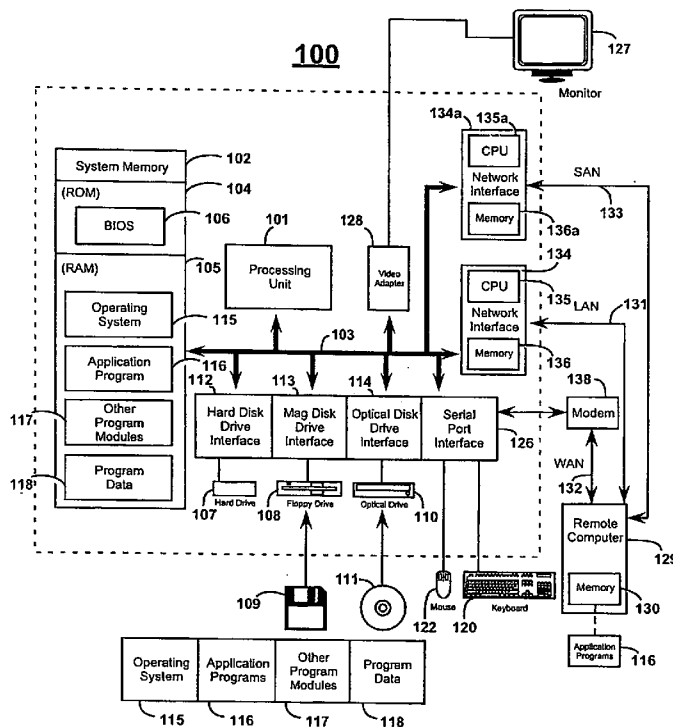 100
127
Monitor
134a
135a
CPU
Network
Interface
Memory
136a
SAN
133
System Memory
102
104
(ROM)
106
BIOS
(RAM)
105
101
Processing
Unit
128
Video
Adapter
134
CPU
135
Network
Interface
Memory
136
LAN
131
Operating
System
115
Application
Program
116
117
Other
Program
Modules
118
Program
Data
103
112
113
114
Hard Disk
Drive
Interface
Mag Disk
Drive
Interface
Optical Disk
Drive
Interface
Serial
Port
Interface
126
138
Modem
WAN
132
107
Hard Drive
108
Floppy Drive
Optical Drive
110
Remote
Computer
129
Memory
130
Application
Programs
116
109
111
Mouse
122
Keyboard
120
Operating
System
Application
Programs
Other
Program
Modules
Program
Data
115
116
117
118